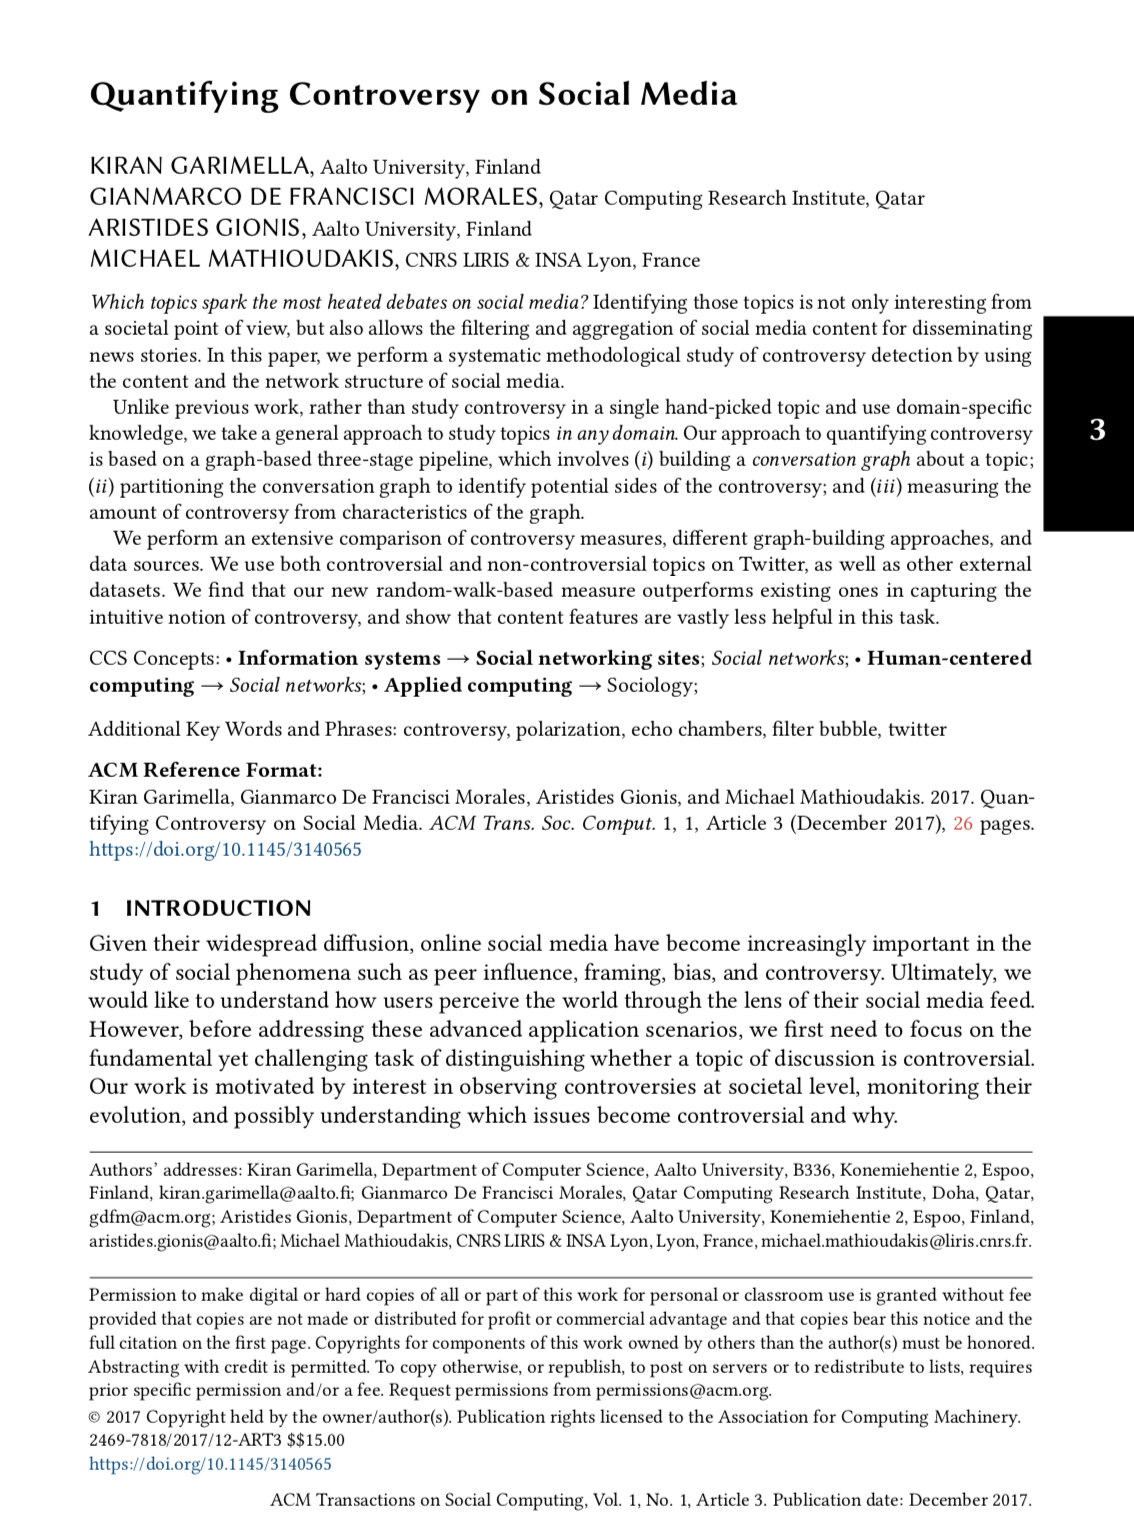 Quantifying Controversy on Social Media
KIRAN GARIMELLA, Aalto University, Finland
GIANMARCO DE FRANCISCI MORALES, Qatar Computing Research Institute, Qatar
ARISTIDES GIONIS, Aalto University, Finland
MICHAEL MATHIOUDAKIS, CNRS LIRIS & INSA Lyon, France
Which topics spark the most heated debates on social media? Identifying those topics is not only interesting from
a societal point of view, but also allows the filtering and aggregation of social media content for disseminating
news stories. In this paper, we perform a systematic methodological study of controversy detection by using
the content and the network structure of social media.
Unlike previous work, rather than study controversy in a single hand-picked topic and use domain-specific
knowledge, we take a general approach to study topics in any domain. Our approach to quantifying controversy
is based on a graph-based three-stage pipeline, which involves (i) building a conversation graph about a topic;
(ii) partitioning the conversation graph to identify potential sides of the controversy; and (iii) measuring the
amount of controversy from characteristics of the graph.
We perform an extensive comparison of controversy measures, different graph-building approaches, and
data sources. We use both controversial and non-controversial topics on Twitter, as well as other external
datasets. We find that our new random-walk-based measure outperforms existing ones in capturing the
intuitive notion of controversy, and show that content features are vastly less helpful in this task.
3
CCS Concepts: • Information systems → Social networking sites; Social networks; • Human-centered
computing → Social networks; • Applied computing → Sociology;
Additional Key Words and Phrases: controversy, polarization, echo chambers, filter bubble, twitter
ACM Reference Format:
Kiran Garimella, Gianmarco De Francisci Morales, Aristides Gionis, and Michael Mathioudakis. 2017. Quan-
tifying Controversy on Social Media. ACM Trans. Soc. Comput. 1, 1, Article 3 (December 2017), 26 pages.
https://doi.org/10.1145/3140565
1 INTRODUCTION
Given their widespread diffusion, online social media have become increasingly important in the
study of social phenomena such as peer influence, framing, bias, and controversy. Ultimately, we
would like to understand how users perceive the world through the lens of their social media feed.
However, before addressing these advanced application scenarios, we first need to focus on the
fundamental yet challenging task of distinguishing whether a topic of discussion is controversial.
Our work is motivated by interest in observing controversies at societal level, monitoring their
evolution, and possibly understanding which issues become controversial and why.
Authors' addresses: Kiran Garimella, Department of Computer Science, Aalto University, B336, Konemiehentie 2, Espoo,
Finland, kiran.garimella@aalto.fi; Gianmarco De Francisci Morales, Qatar Computing Research Institute, Doha, Qatar,
gdfm@acm.org; Aristides Gionis, Department of Computer Science, Aalto University, Konemiehentie 2, Espoo, Finland,
aristides.gionis@aalto.fi; Michael Mathioudakis, CNRS LIRIS & INSA Lyon, Lyon, France, michael.mathioudakis@liris.cnrs.fr.
Permission to make digital or hard copies of all or part of this work for personal or classroom use is granted without fee
provided that copies are not made or distributed for profit or commercial advantage and that copies bear this notice and the
full citation on the first page. Copyrights for components of this work owned by others than the author(s) must be honored.
Abstracting with credit is permitted. To copy otherwise, or republish, to post on servers or to redistribute to lists, requires
prior specific permission and/or a fee. Request permissions from permissions@acm.org.
© 2017 Copyright held by the owner/author(s). Publication rights licensed to the Association for Computing Machinery.
2469-7818/2017/12-ART3 $$15.00
https://doi.org/10.1145/3140565
ACM Transactions on Social Computing, Vol. 1, No. 1, Article 3. Publication date: December 2017.